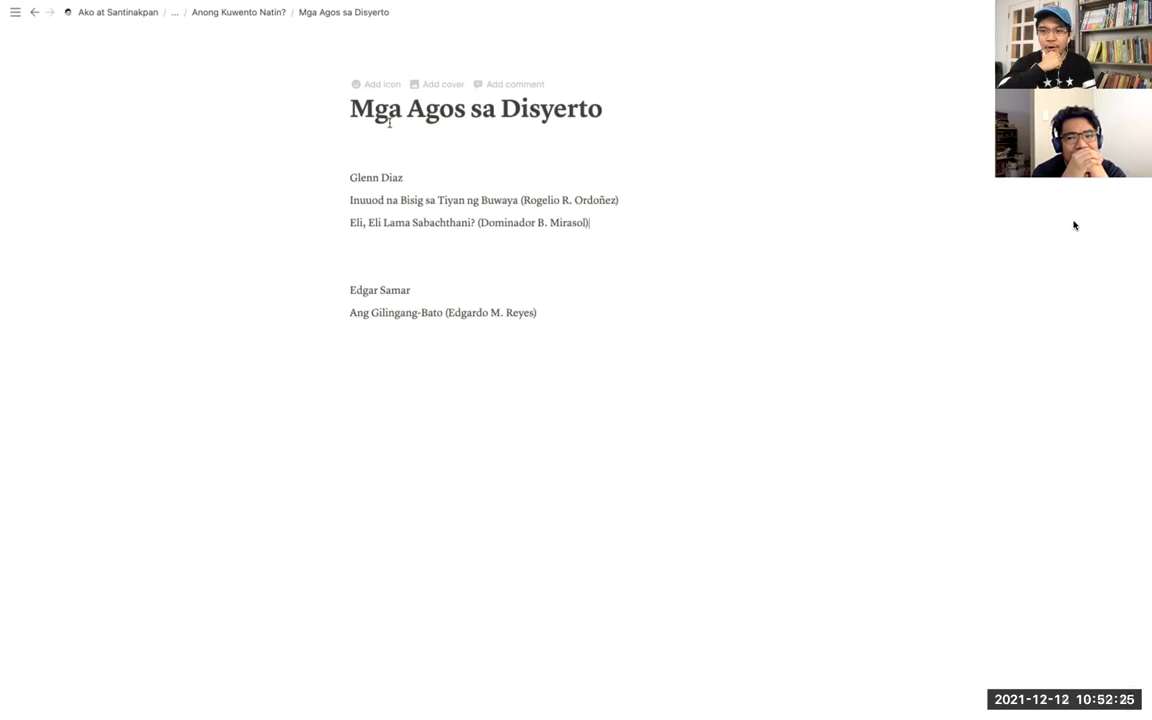 Ako at Santinakpan / ... / Anong Kuwento Natin? / Mga Agos sa Disyerto
Add icon Add cover Add comment
Mga Agos sa Disyerto
Glenn Diaz
Inuuod na Bisig sa Tiyan ng Buwaya (Rogelio R. Ordoñez)
Eli, Eli Lama Sabachthani? (Dominador B. Mirasol)
Edgar Samar
Ang Gilingang-Bato (Edgardo M. Reyes)
2021-12-12 10:52:25